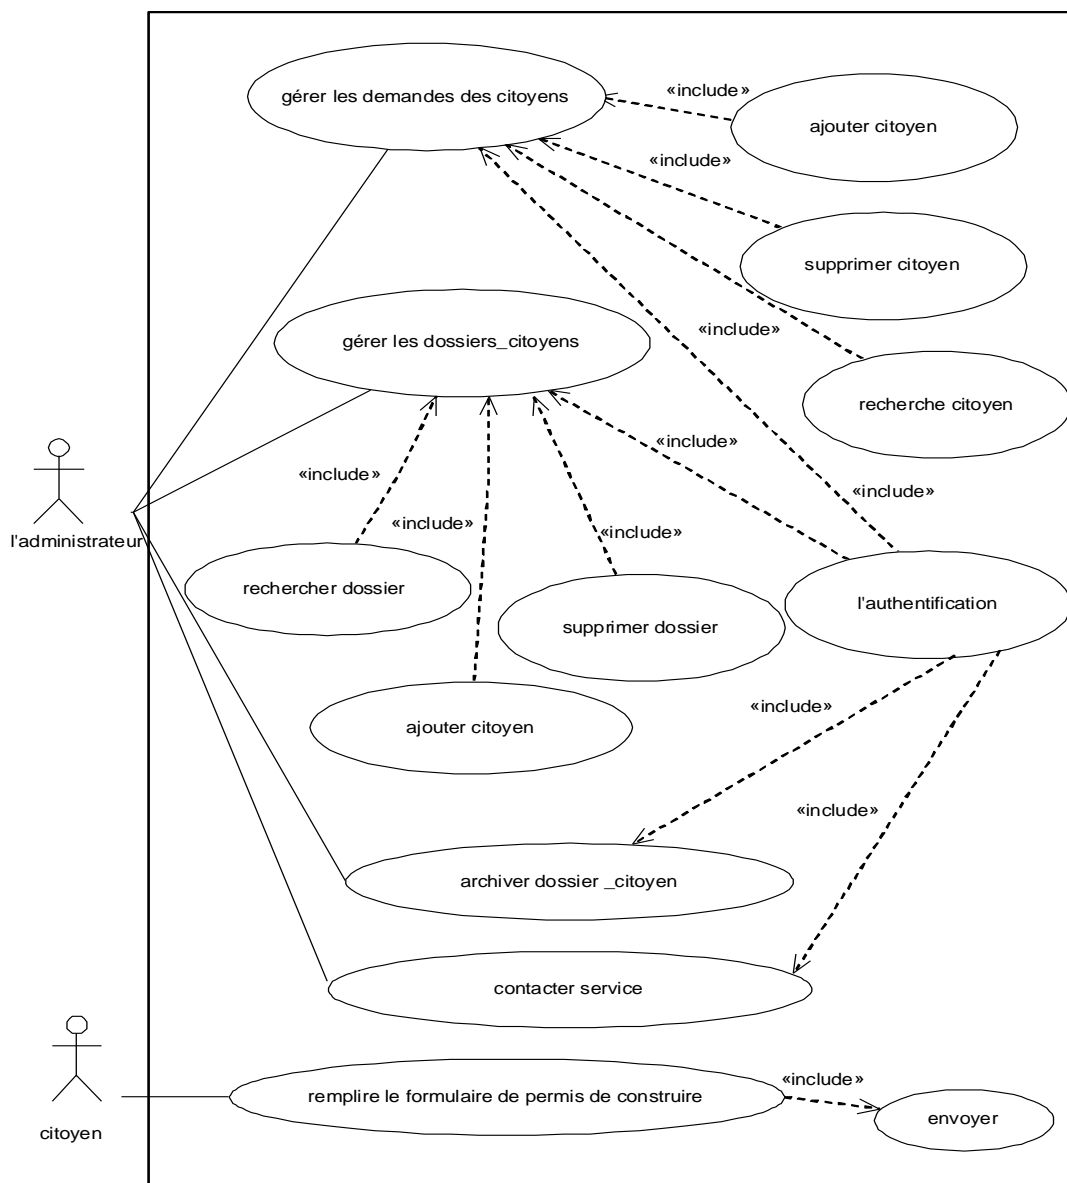 gérer les demandes des citoyens
«include»
ajouter citoyen
«include»
supprimer citoyen
«include»
gérer les dossiers_citoyens
recherche citoyen
«include»
«include»
«include»
«include»
«include»
l'administrateur
rechercher dossier
supprimer dossier
l'authentification
ajouter citoyen
«include»
«include»
archiver dossier _citoyen
contacter service
remplire le formulaire de permis de construire
«include»
envoyer
citoyen